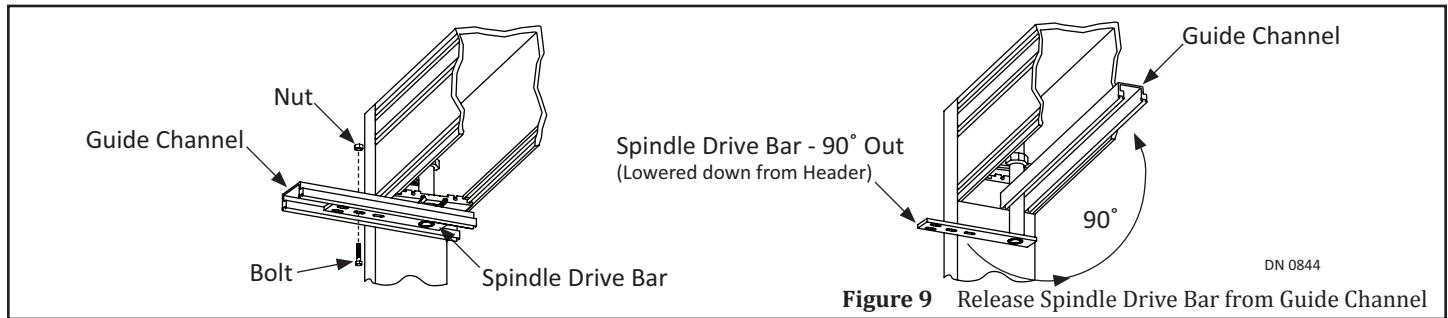 Nut
Guide Channel
Bolt
Spindle Drive Bar
Guide Channel
Spindle Drive Bar - 90˚ Out
(Lowered down from Header)
90˚
DN 0844
Figure 9 Release Spindle Drive Bar from Guide Channel